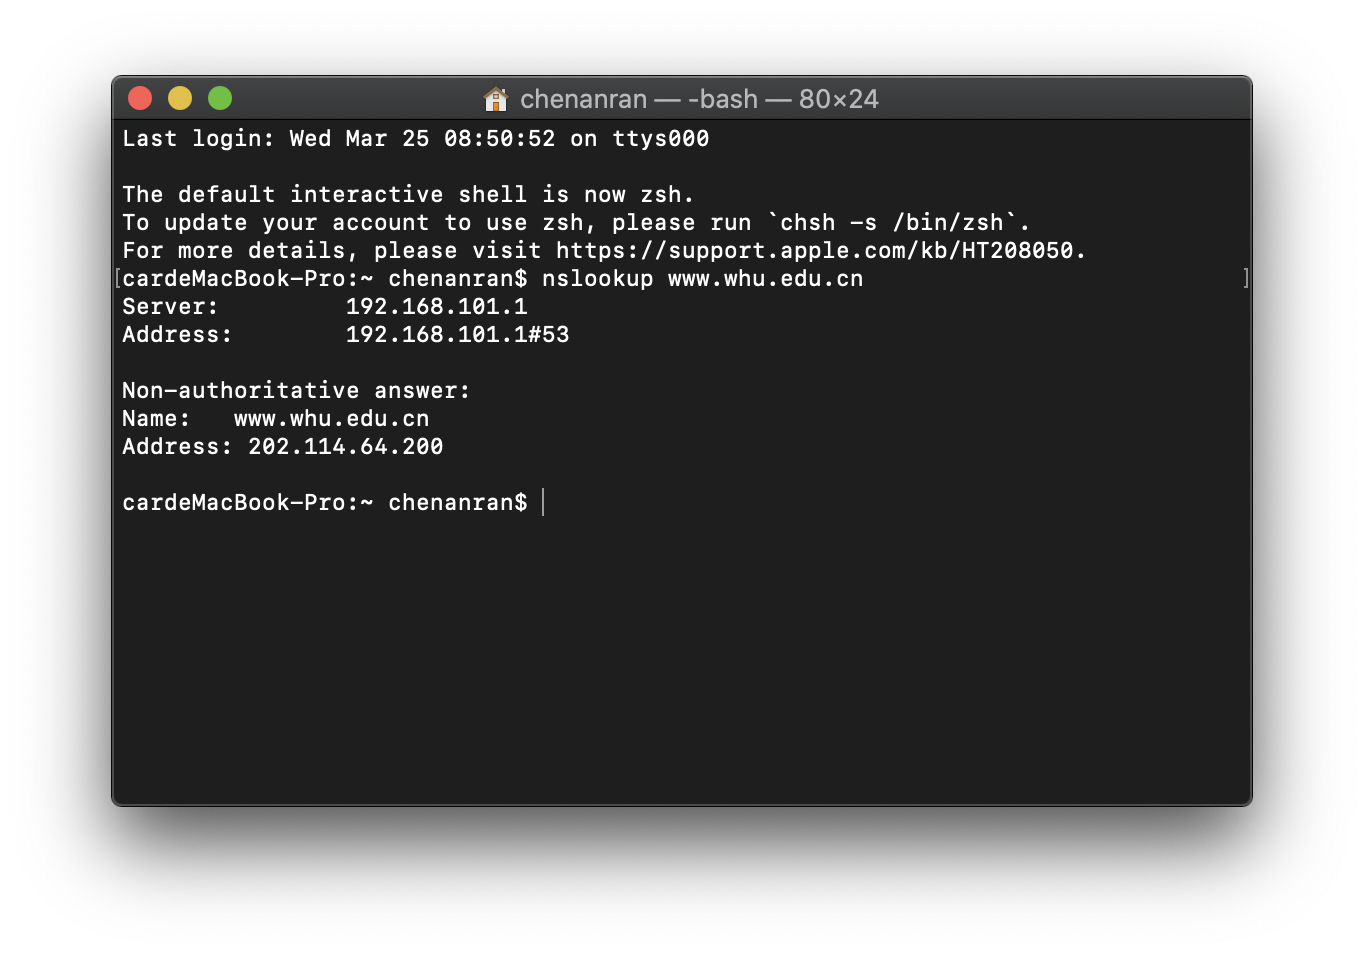 chenanran — -bash — 80×24
Last login: Wed Mar 25 08:50:52 on ttys000
The default interactive shell is now zsh.
To update your account to use zsh, please run `chsh -s /bin/zsh`.
For more details, please visit https://support.apple.com/kb/HT208050.
[cardeMacBook-Pro:~ chenanran$ nslookup www.whu.edu.cn ]
Server:		192.168.101.1
Address:	192.168.101.1#53
Non-authoritative answer:
Name:	www.whu.edu.cn
Address: 202.114.64.200
cardeMacBook-Pro:~ chenanran$